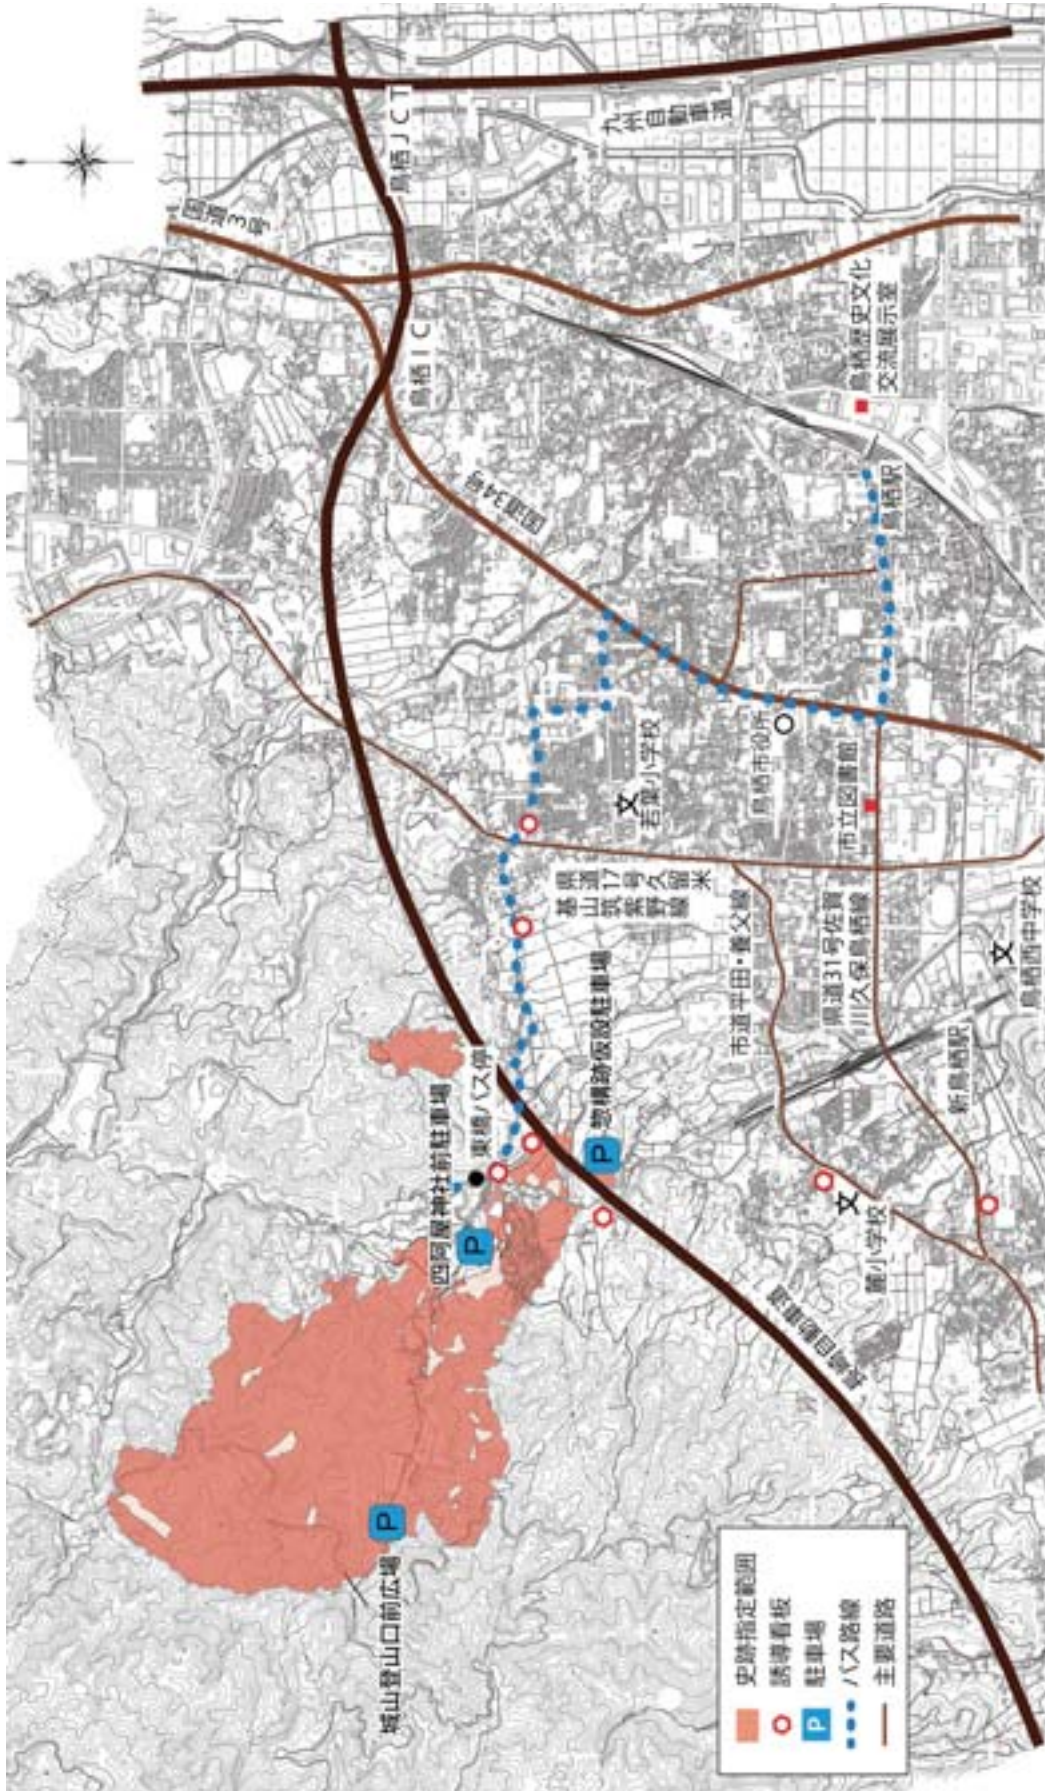 国道3号
鳥栖JCT
九州自動車道
鳥栖IC
国道34号
鳥栖歴史文化
交流展示室
鳥栖駅
鳥栖市役所
市立図書館
若葉小学校
県道17号久留米
基山筑紫野線
市道平田・養父線
県道31号佐賀
川久保鳥栖線
鳥栖西中学校
新鳥栖駅
麓小学校
長崎自動車道
四阿屋神社前駐車場
東橋バス停
惣構跡仮設駐車場
P
P
P
城山登山口前広場
文
文
文
史跡指定範囲
誘導看板
P 駐車場
バス路線
主要道路